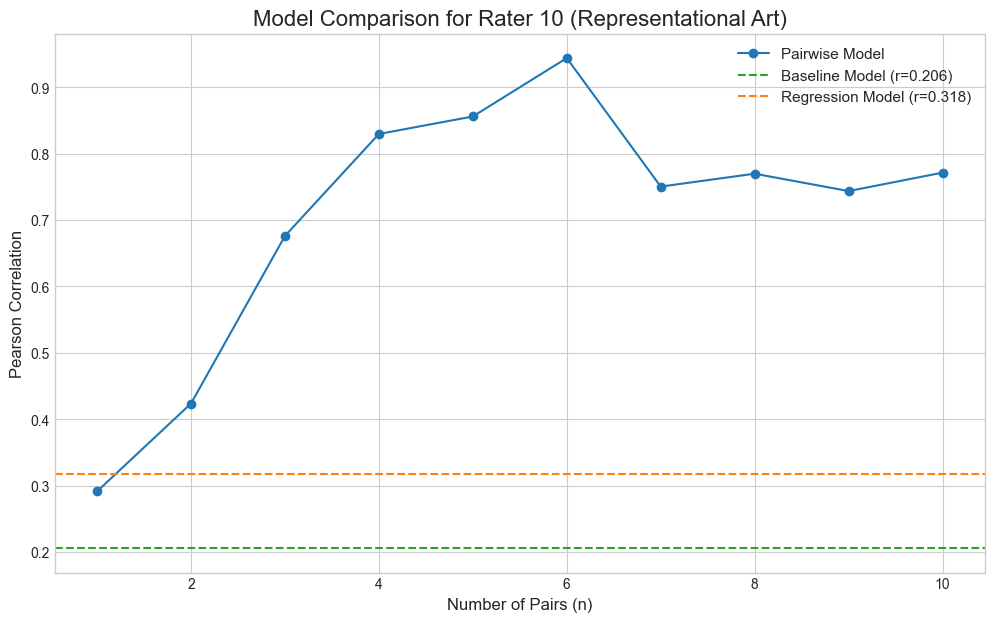 Model Comparison for Rater 10 (Representational Art)
Pairwise Model
Baseline Model (r=0.206)
Regression Model (r=0.318)
Pearson Correlation
0.9
0.8
0.7
0.6
0.5
0.4
0.3
0.2
2 4 6 8 10
Number of Pairs (n)